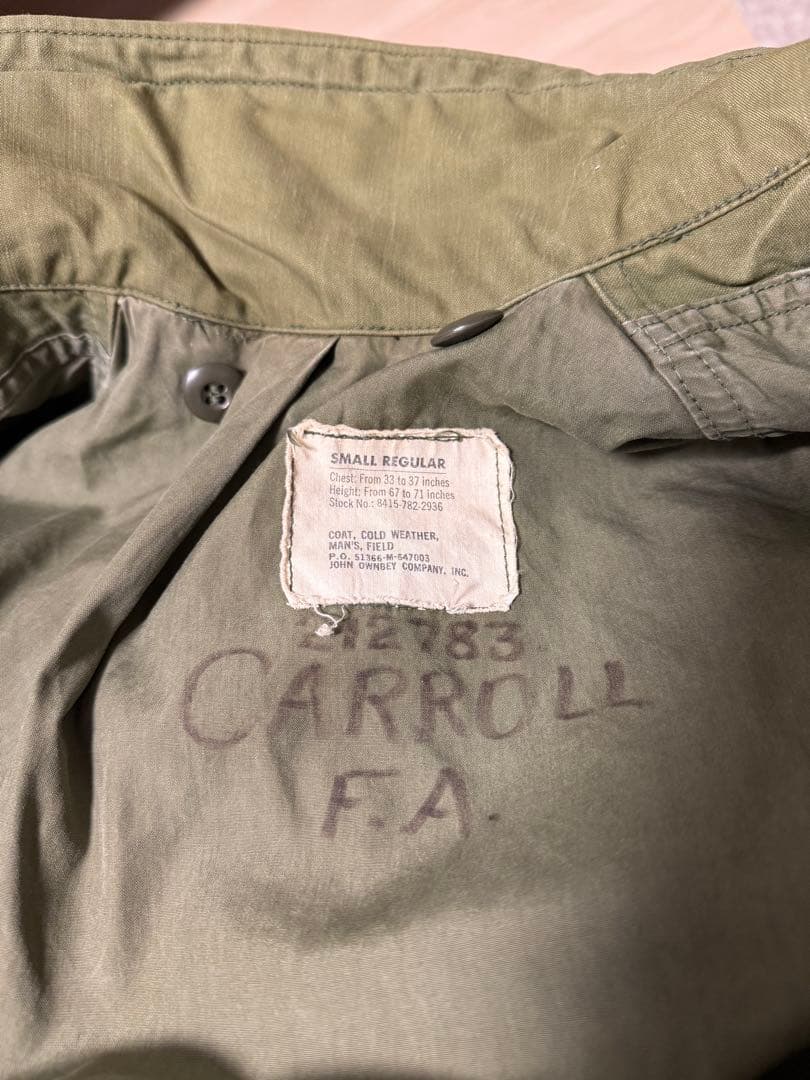 SMALL REGULAR
Chest: From 33 to 37 inches
Height: From 67 to 71 inches
Stock No.: 8415-782-2936
COAT, COLD WEATHER,
MAN'S, FIELD
P.O. 51366-M-547003
JOHN OWNBEY COMPANY, INC.
212783
CARROLL
F.A.